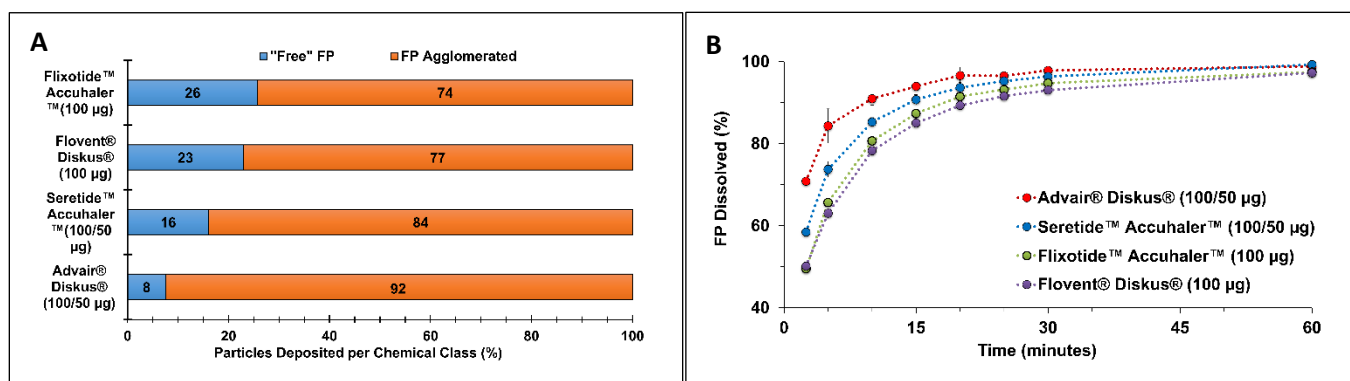 A
"Free" FP
FP Agglomerated
Flixotide™
Accuhaler
™(100 µg)
26
74
Flovent®
Diskus®
(100 µg)
23
77
Seretide™
Accuhaler
™(100/50
µg)
16
84
Advair®
Diskus®
(100/50 µg)
8
92
0
20
40
60
80
100
Particles Deposited per Chemical Class (%)
B
100
80
60
40
FP Dissolved (%)
Advair® Diskus® (100/50 µg)
Seretide™ Accuhaler™ (100/50 µg)
Flixotide™ Accuhaler™ (100 µg)
Flovent® Diskus® (100 µg)
0
15
30
45
60
Time (minutes)